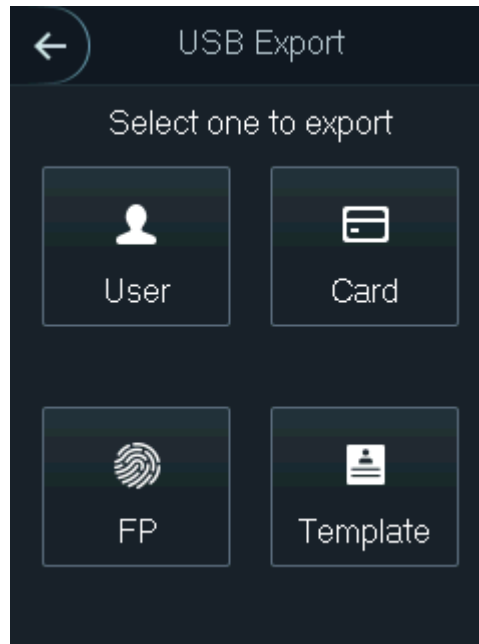 USB Export
Select one to export
User
Card
FP
Template